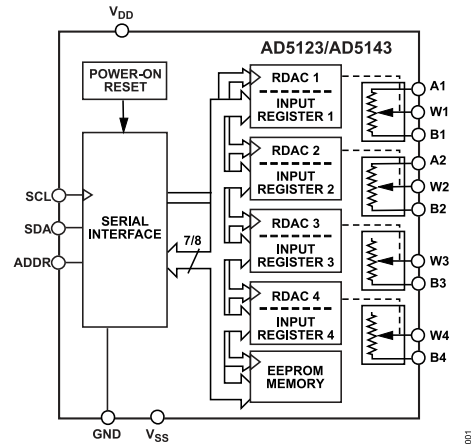 VDD
AD5123/AD5143
POWER-ON
RESET
RDAC 1
INPUT
REGISTER 1
A1
W1
B1
RDAC 2
INPUT
REGISTER 2
A2
W2
B2
SCL
SDA
ADDR
SERIAL
INTERFACE
7/8
RDAC 3
INPUT
REGISTER 3
W3
B3
RDAC 4
INPUT
REGISTER 4
W4
B4
EEPROM
MEMORY
GND
VSS
001